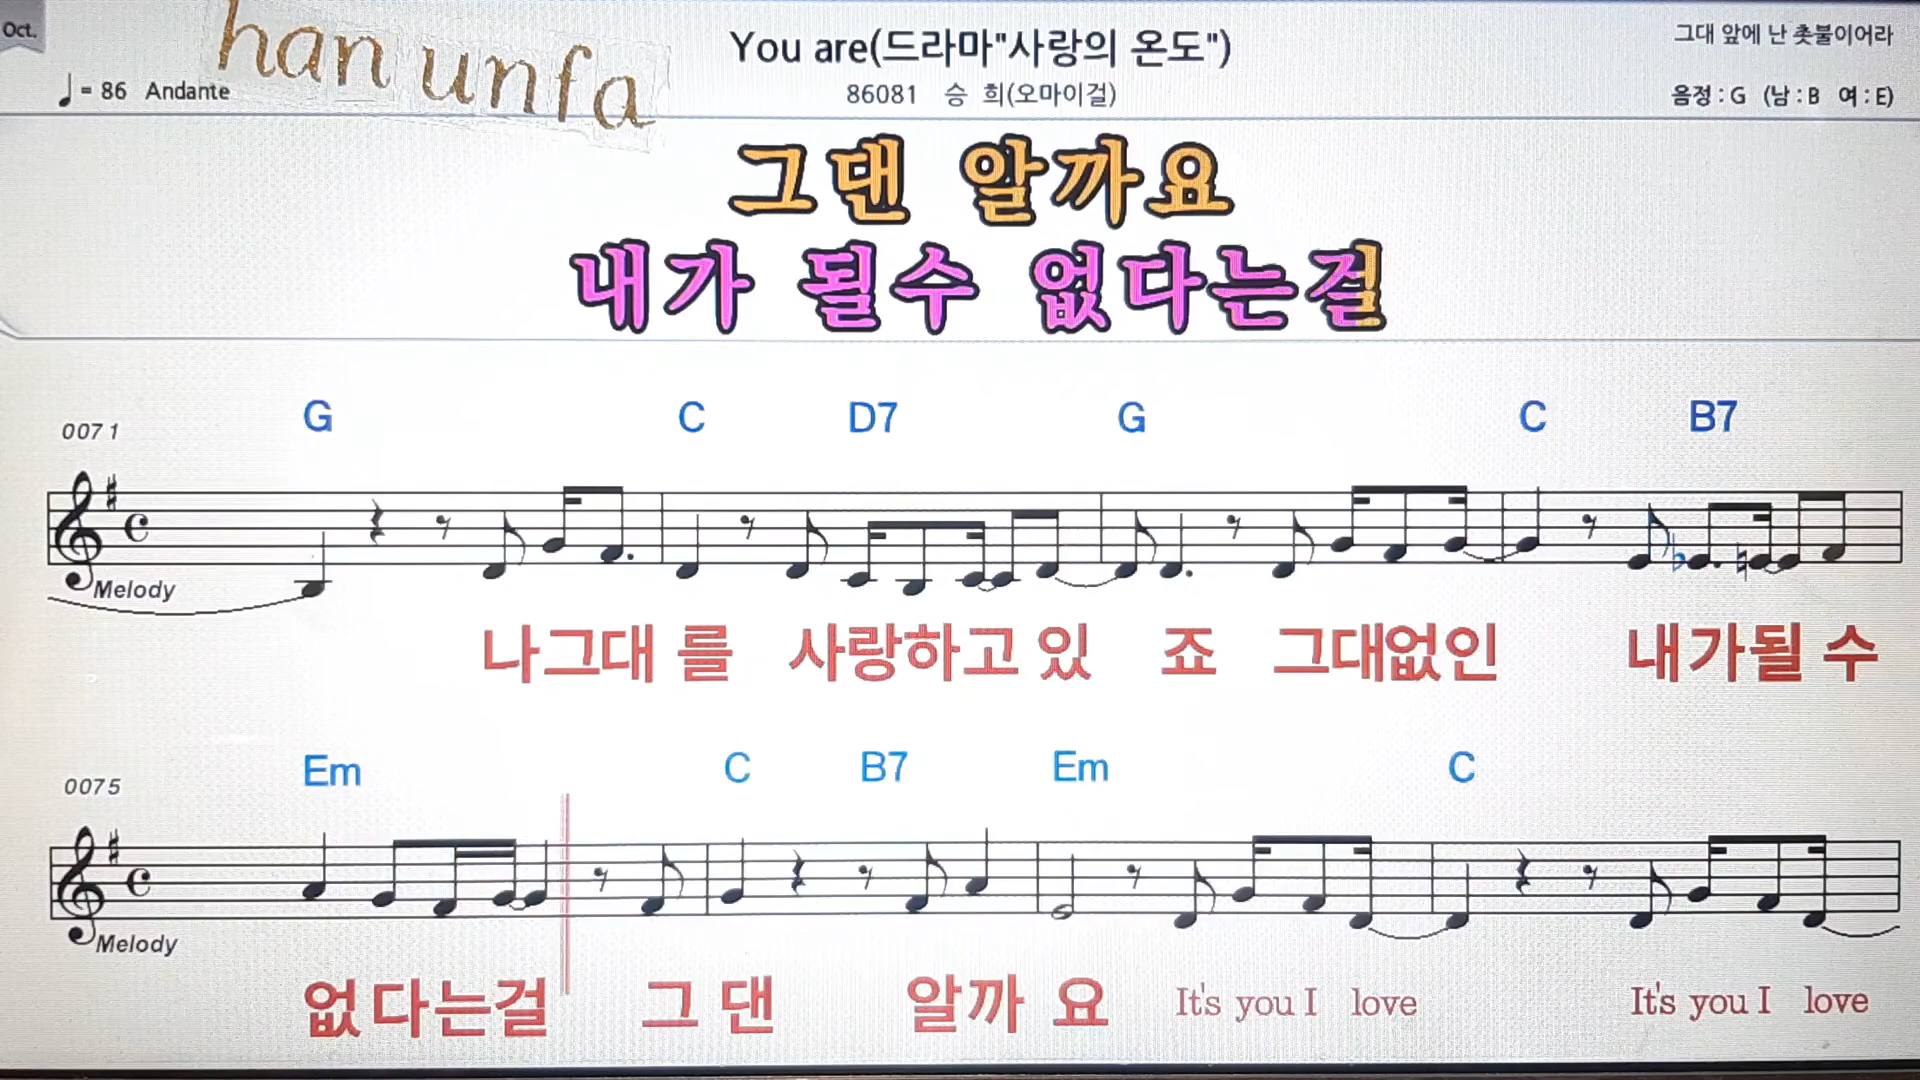 Oct.
han unfa
You are(드라마"사랑의 온도")
그대 앞에 난 촛불이어라
♩= 86 Andante
86081 승 희(오마이걸)
음정 : G (남 : B 여 : E)
그댄 알까요
내가 될수 없다는걸
0071 G C D7 G C B7
Melody
나그대 를 사랑하고 있 죠 그대없인 내가될 수
0075 Em C B7 Em C
Melody
없다는걸 그 댄 알까 요 It's you I love It's you I love